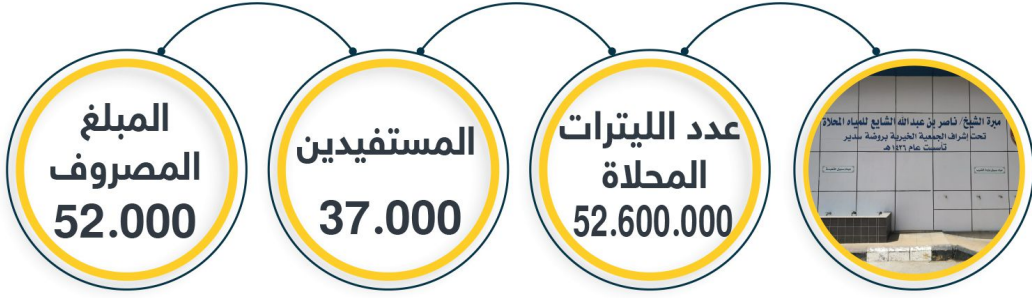 مبرة الشيخ/ ناصر بن عبدالله الشايع للمياه المحلاة
تحت إشراف الجمعية الخيرية بروضة سدير
تأسست عام ١٤٢٦هـ
عدد الليترات
المحلاة
52.600.000
المستفيدين
37.000
المبلغ
المصروف
52.000